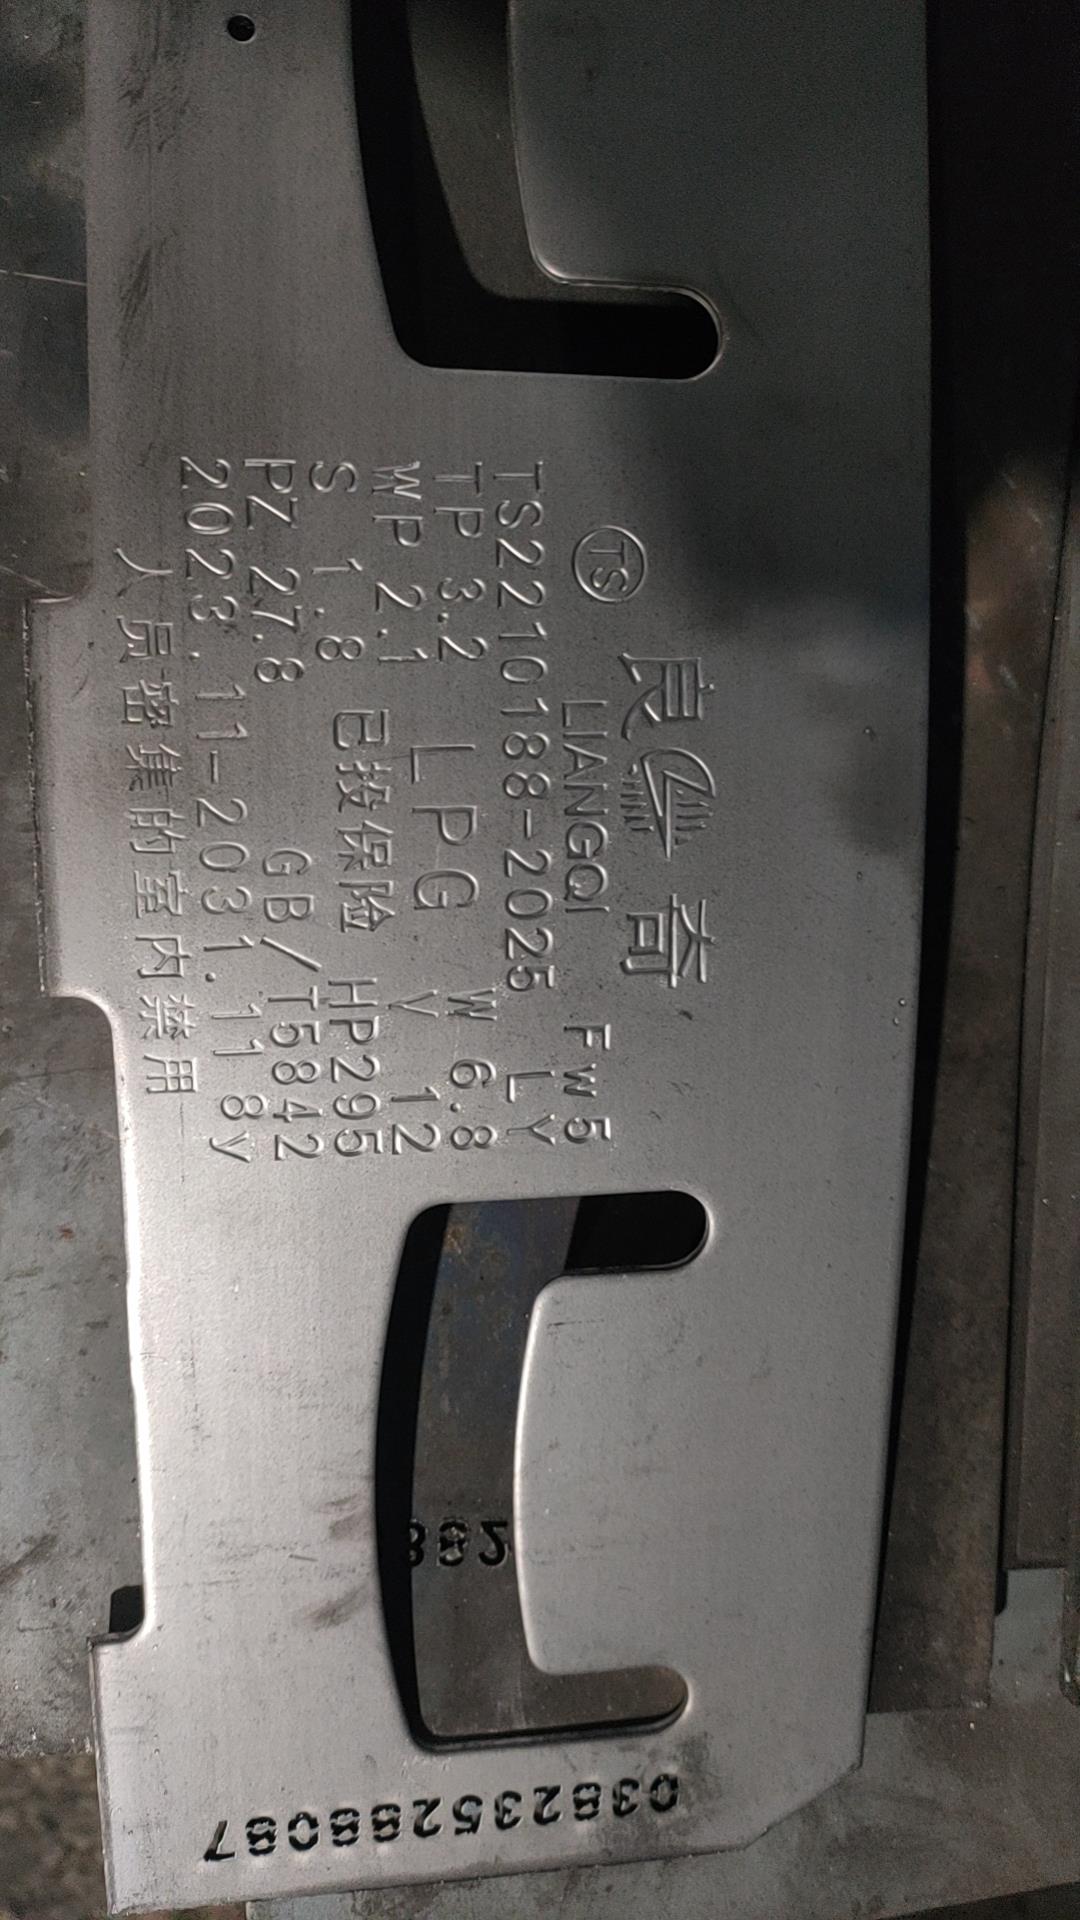 良奇
TS LIANGQI FW5
TS2210188-2025 LY
TP 3.2 LPG W 6.8
WP 2.1 V 12
S 1.8 已投保险 HP295
PZ 27.8 GB/T5842
2023.11-2031.11 8y
人员密集的室内禁用
038235288087